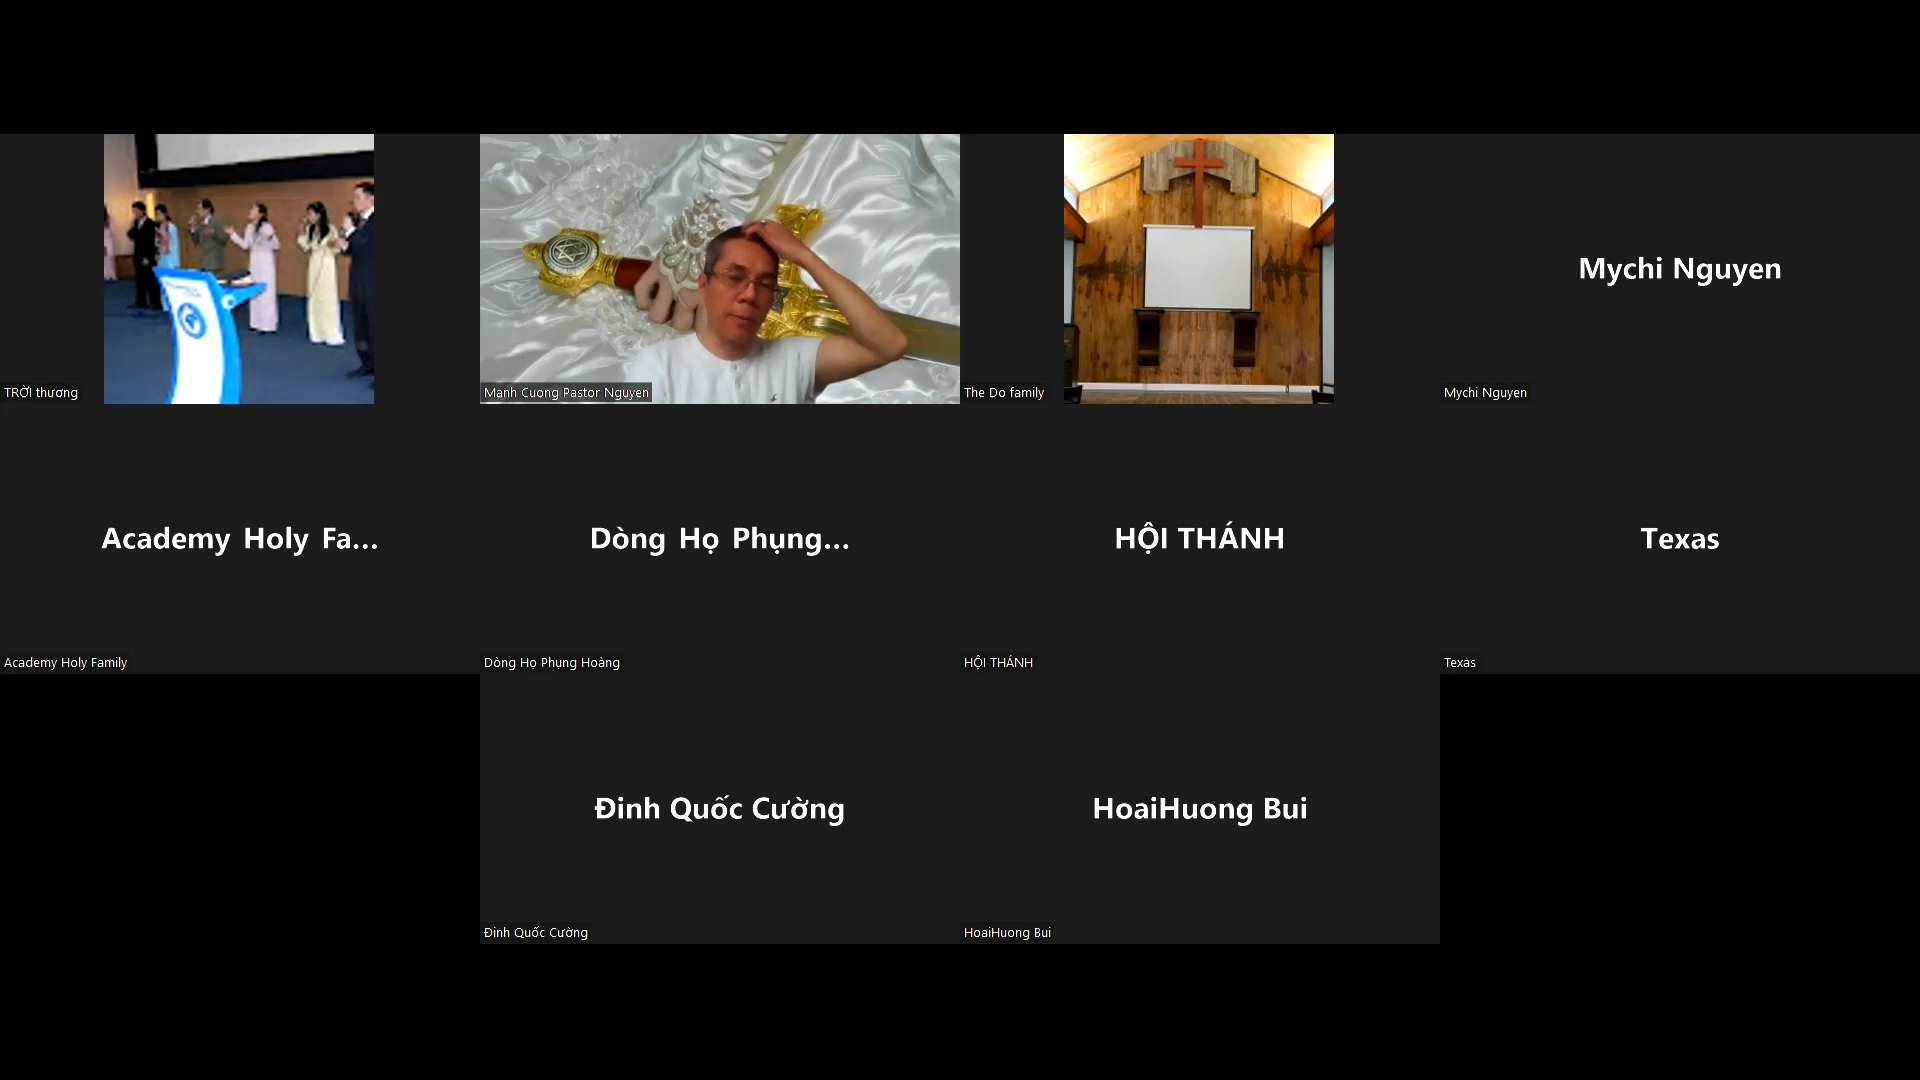 TRỜI thương
Manh Cuong Pastor Nguyen
The Do family
Mychi Nguyen
Mychi Nguyen
Academy Holy Fa...
Academy Holy Family
Dòng Họ Phụng...
Dòng Họ Phụng Hoàng
HỘI THÁNH
HỘI THÁNH
Texas
Texas
Đinh Quốc Cường
Đinh Quốc Cường
HoaiHuong Bui
HoaiHuong Bui